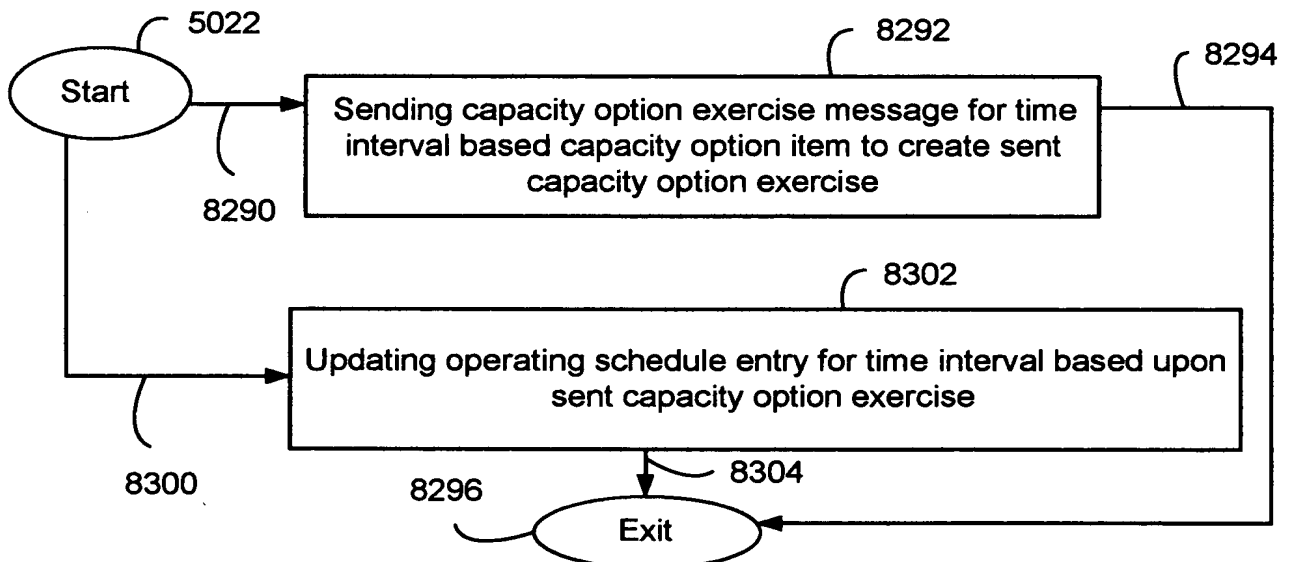 5022
8292
8294
Start
Sending capacity option exercise message for time
interval based capacity option item to create sent
capacity option exercise
8290
8302
Updating operating schedule entry for time interval based upon
sent capacity option exercise
8300
8304
8296
Exit